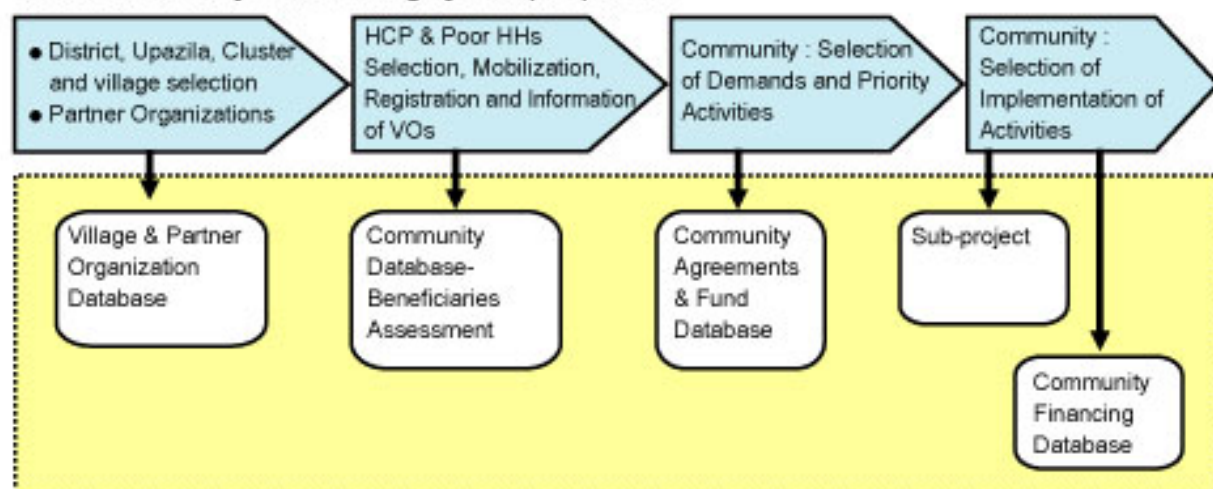 ● District, Upazila, Cluster
and village selection
● Partner Organizations
HCP & Poor HHs
Selection, Mobilization,
Registration and Information
of VOs
Community : Selection
of Demands and Priority
Activities
Community :
Selection of
Implementation of
Activities
Village & Partner
Organization
Database
Community
Database-
Beneficiaries
Assessment
Community
Agreements
& Fund
Database
Sub-project
Community
Financing
Database